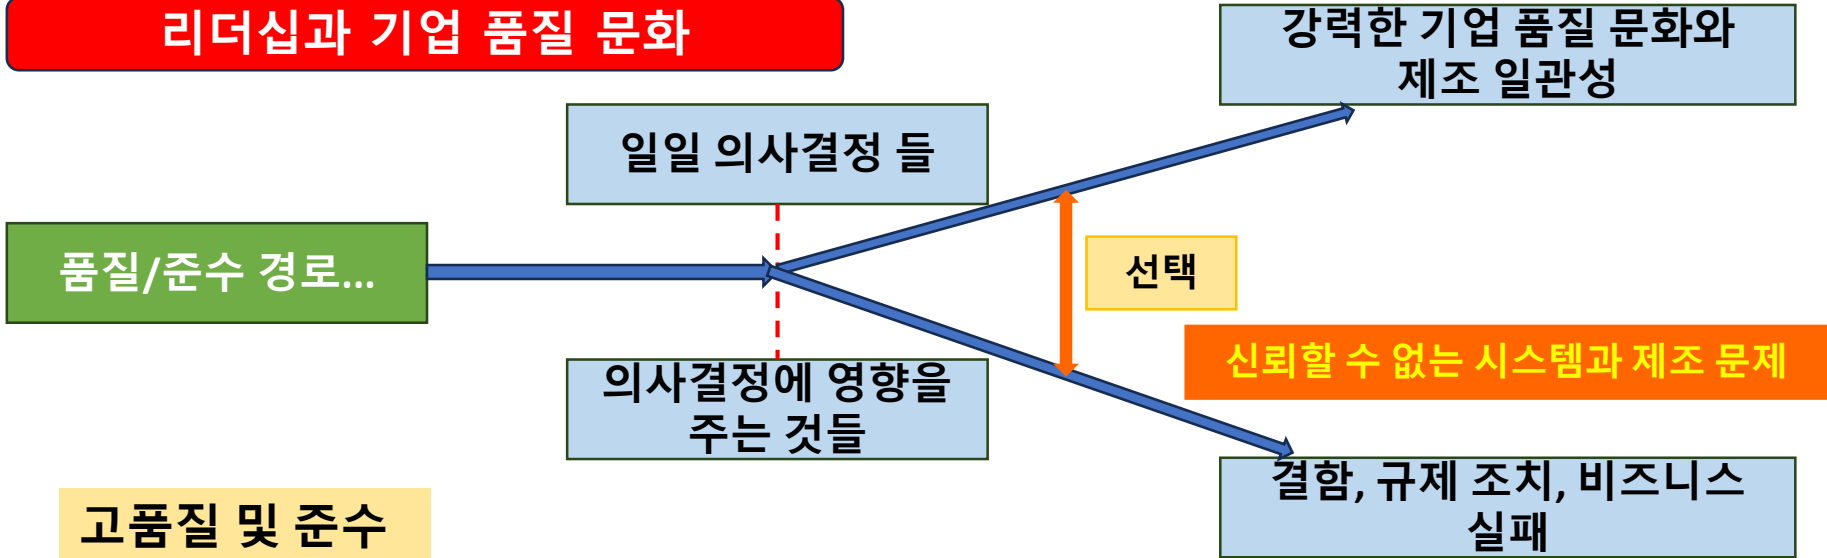 리더십과 기업 품질 문화
강력한 기업 품질 문화와
제조 일관성
일일 의사결정 들
품질/준수 경로...
선택
신뢰할 수 없는 시스템과 제조 문제
의사결정에 영향을
주는 것들
결함, 규제 조치, 비즈니스
실패
고품질 및 준수